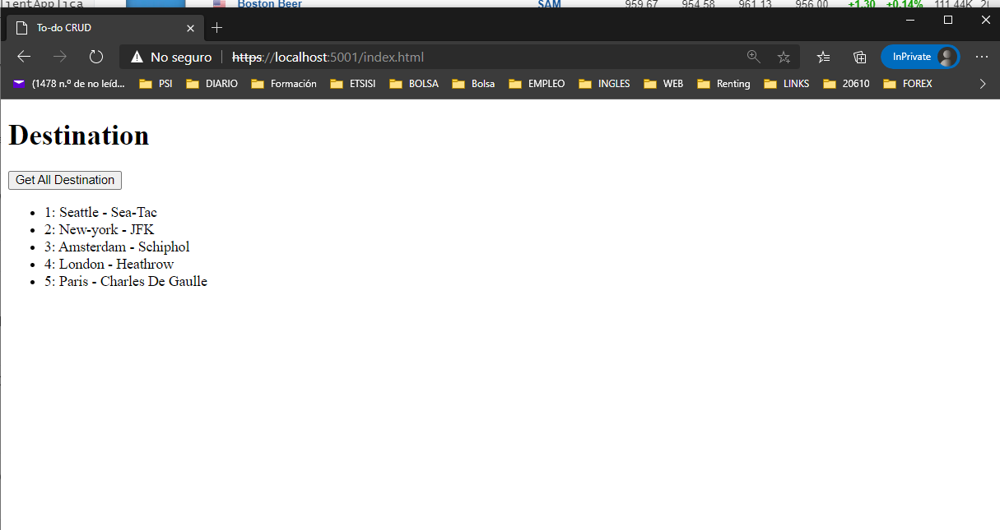 lientApplica Boston Beer SAM 959.67 954.58 961.13 956.00 +1.30 +0.14% 111.44K
To-do CRUD
No seguro https://localhost:5001/index.html InPrivate
(1478 n.º de no leíd... PSI DIARIO Formación ETSISI BOLSA Bolsa EMPLEO INGLES WEB Renting LINKS 20610 FOREX
Destination
Get All Destination
• 1: Seattle - Sea-Tac
• 2: New-york - JFK
• 3: Amsterdam - Schiphol
• 4: London - Heathrow
• 5: Paris - Charles De Gaulle